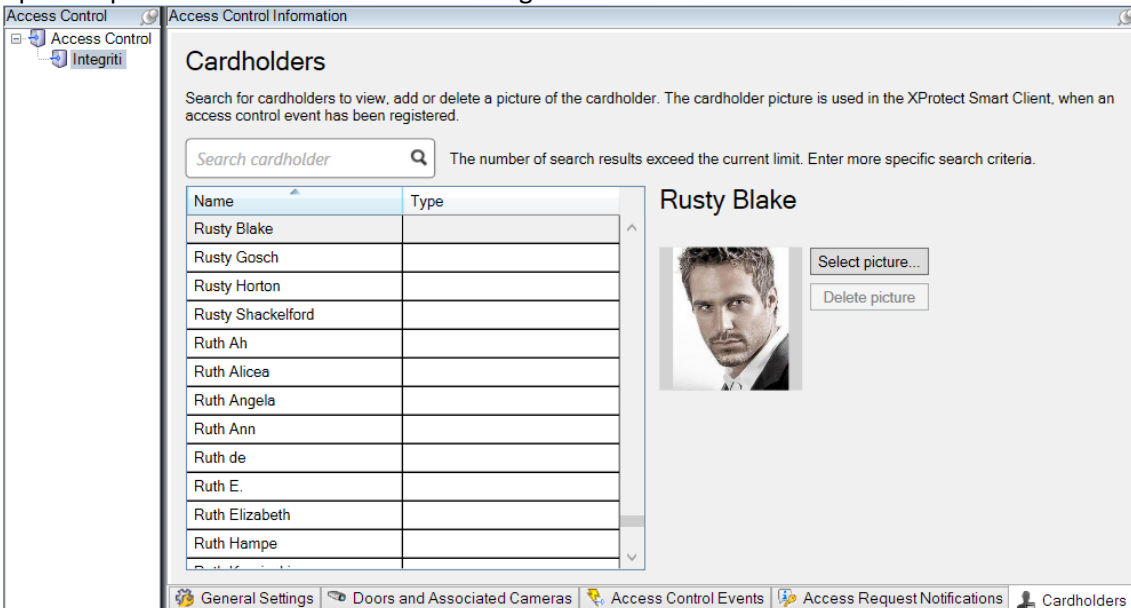 Access Control
Access Control
Integriti
Access Control Information
Cardholders
Search for cardholders to view, add or delete a picture of the cardholder. The cardholder picture is used in the XProtect Smart Client, when an
access control event has been registered.
Search cardholder
The number of search results exceed the current limit. Enter more specific search criteria.
Name Type
Rusty Blake
Rusty Gosch
Rusty Horton
Rusty Shackelford
Ruth Ah
Ruth Alicea
Ruth Angela
Ruth Ann
Ruth de
Ruth E.
Ruth Elizabeth
Ruth Hampe
Rusty Blake
Select picture...
Delete picture
General Settings Doors and Associated Cameras Access Control Events Access Request Notifications Cardholders